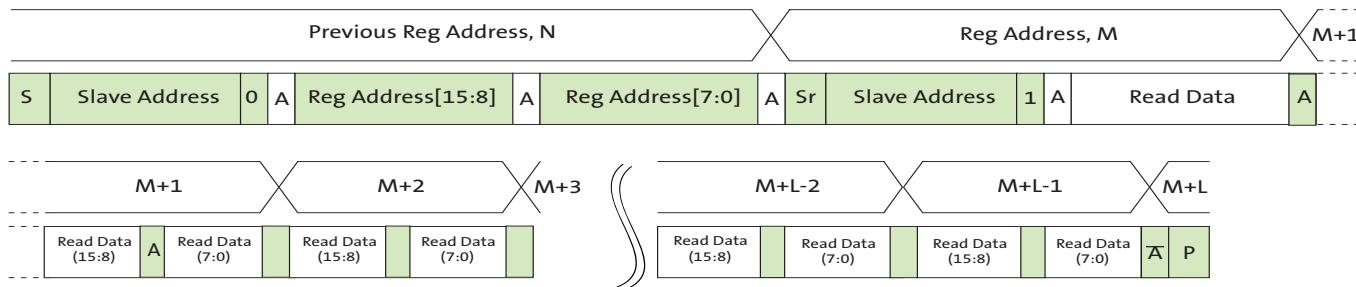 Previous Reg Address, N Reg Address, M M+1
S Slave Address 0 A Reg Address[15:8] A Reg Address[7:0] A Sr Slave Address 1 A Read Data A
M+1 M+2 M+3 M+L-2 M+L-1 M+L
Read Data (15:8) A Read Data (7:0) Read Data (15:8) Read Data (7:0) Read Data (15:8) Read Data (7:0) Read Data (15:8) Read Data (7:0) A̅ P